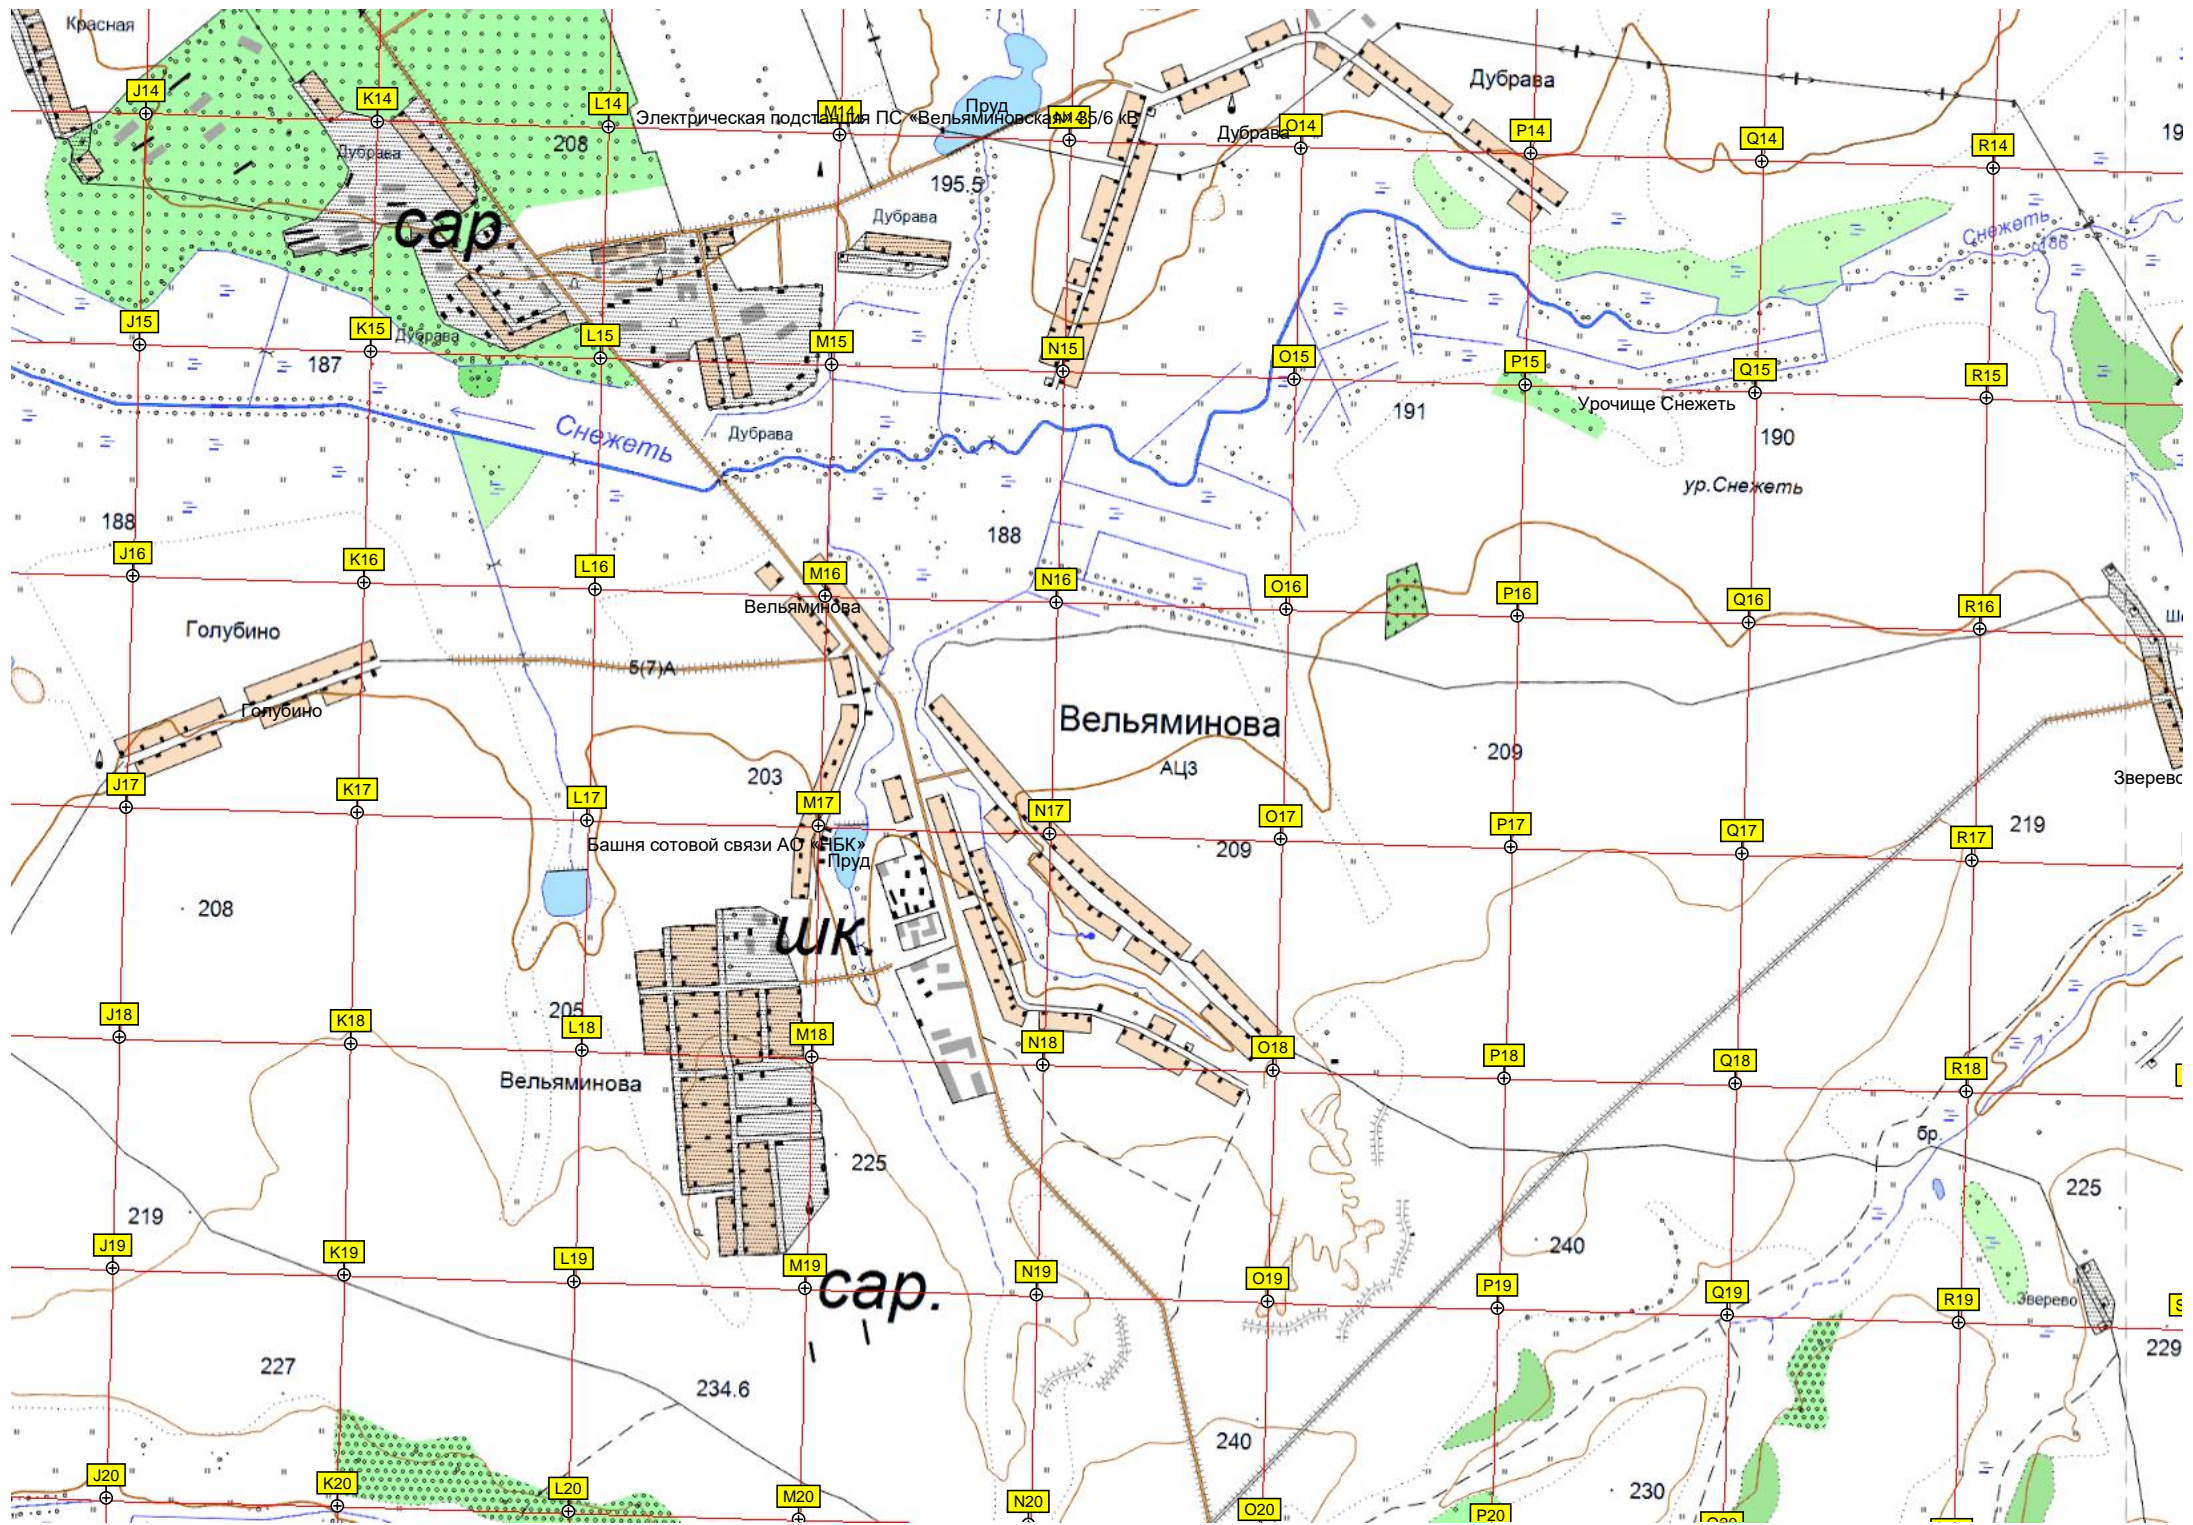 Красная
Дубрава
J14
K14
L14
M14
Электрическая подстанция ПС «Вельяминовская» 35/6 кВ
Пруд
Дубрава
O14
P14
Q14
R14
208
Дубрава
195.5
Дубрава
сар
Снежеть
186
J15
K15
L15
M15
N15
O15
P15
Q15
R15
187
Дубрава
191
Урочище Снежеть
190
Снежеть
Дубрава
ур.Снежеть
188
188
J16
K16
L16
M16
N16
O16
P16
Q16
R16
Вельяминова
Голубино
5(7)А
Голубино
Вельяминова
АЦЗ
209
203
Зверево
J17
K17
L17
M17
N17
O17
P17
Q17
R17
219
Башня сотовой связи АО «НБК»
Пруд
209
208
шк.
205
J18
K18
L18
M18
N18
O18
P18
Q18
R18
Вельяминова
бр.
225
225
219
240
J19
K19
L19
M19
N19
O19
P19
Q19
R19
сар.
Зверево
229
227
234.6
240
230
J20
K20
L20
M20
N20
O20
P20